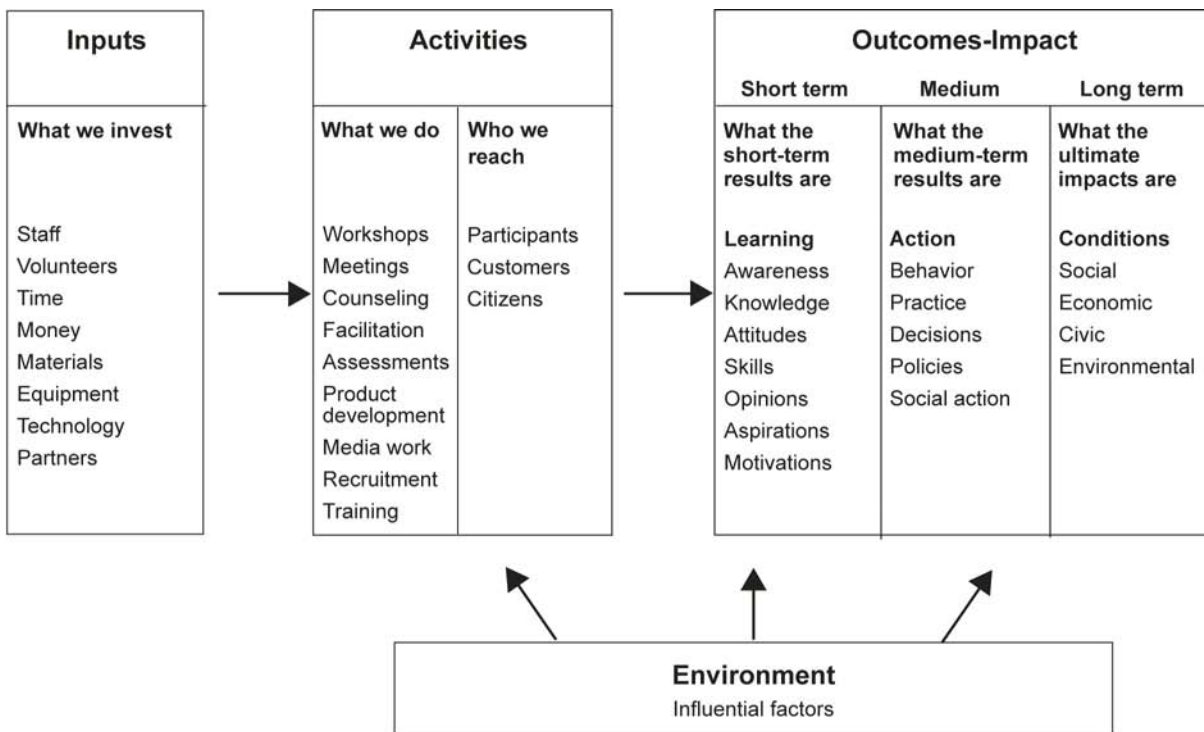 Inputs
What we invest
Staff
Volunteers
Time
Money
Materials
Equipment
Technology
Partners
Activities
What we do
Workshops
Meetings
Counseling
Facilitation
Assessments
Product
development
Media work
Recruitment
Training
Who we
reach
Participants
Customers
Citizens
Outcomes-Impact
Short term
What the
short-term
results are
Learning
Awareness
Knowledge
Attitudes
Skills
Opinions
Aspirations
Motivations
Medium
What the
medium-term
results are
Action
Behavior
Practice
Decisions
Policies
Social action
Long term
What the
ultimate
impacts are
Conditions
Social
Economic
Civic
Environmental
Environment
Influential factors